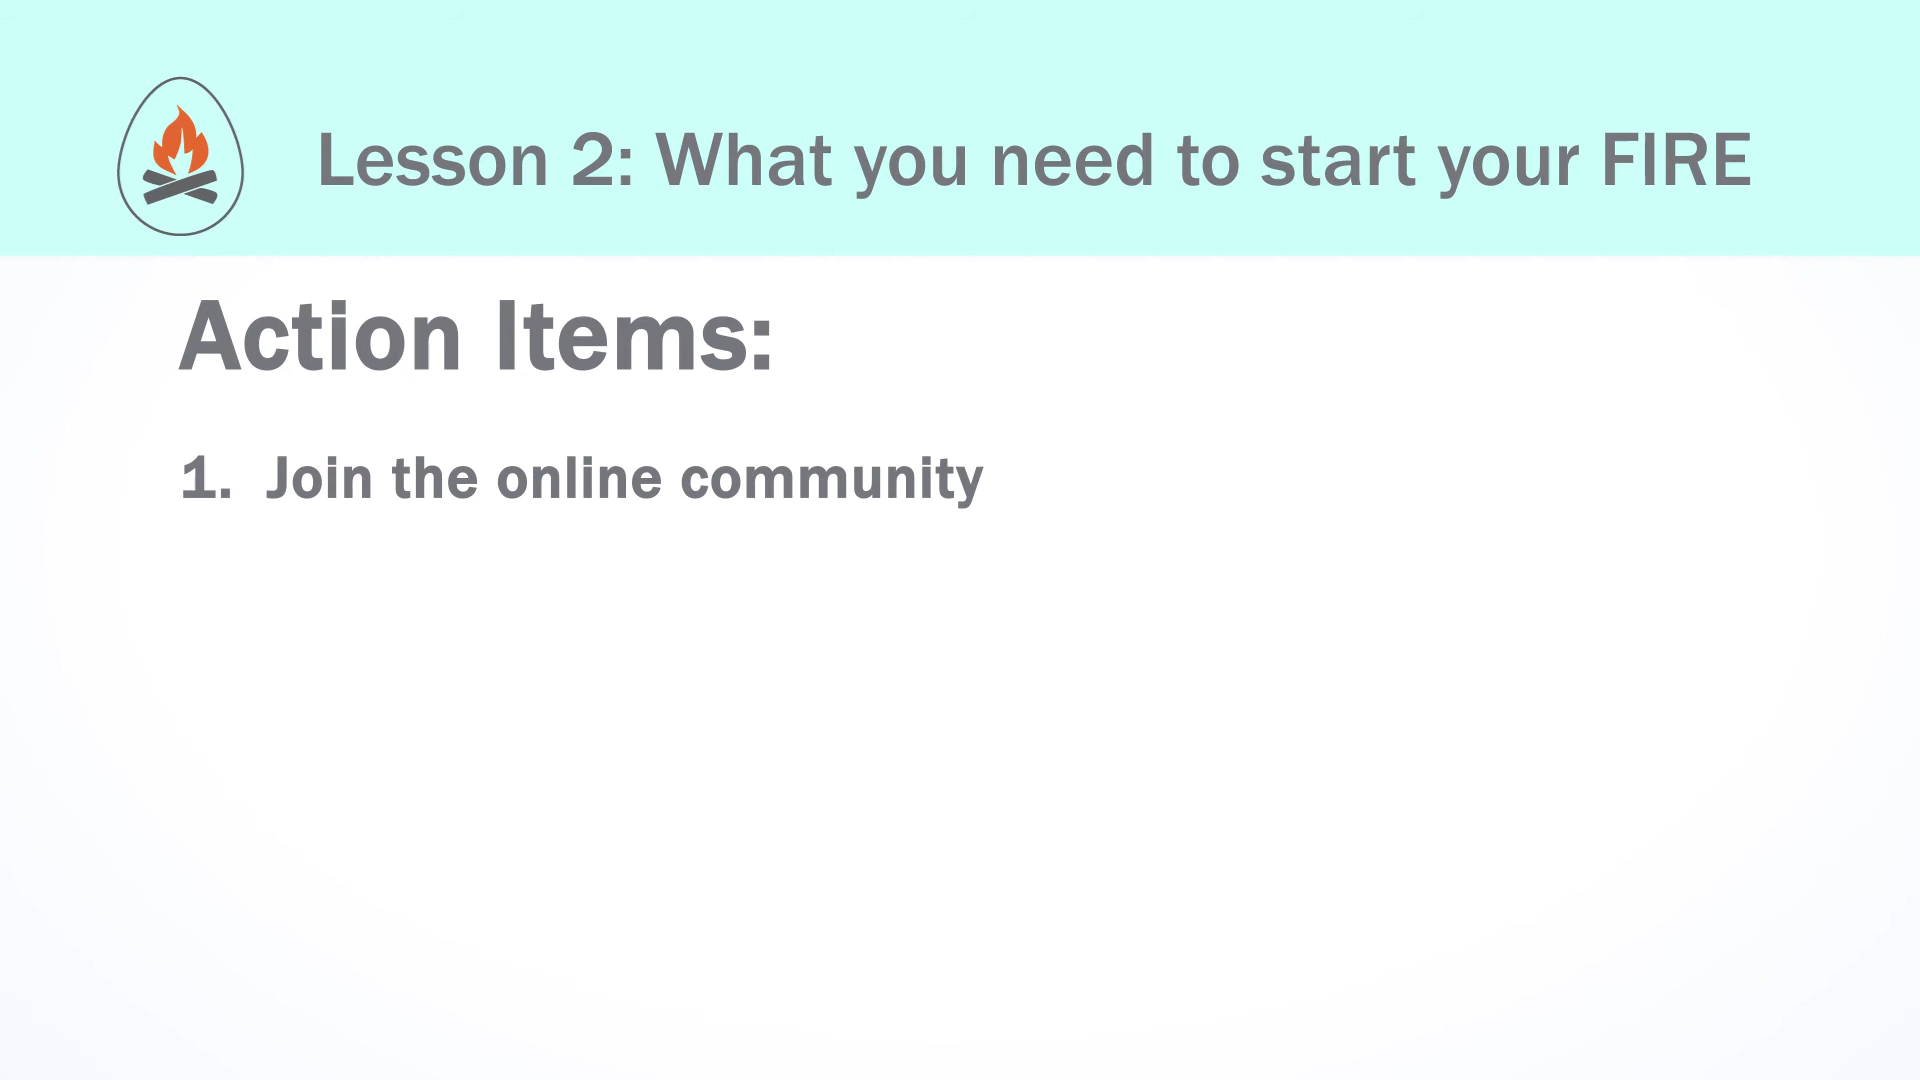 Lesson 2: What you need to start your FIRE
Action Items:
1. Join the online community